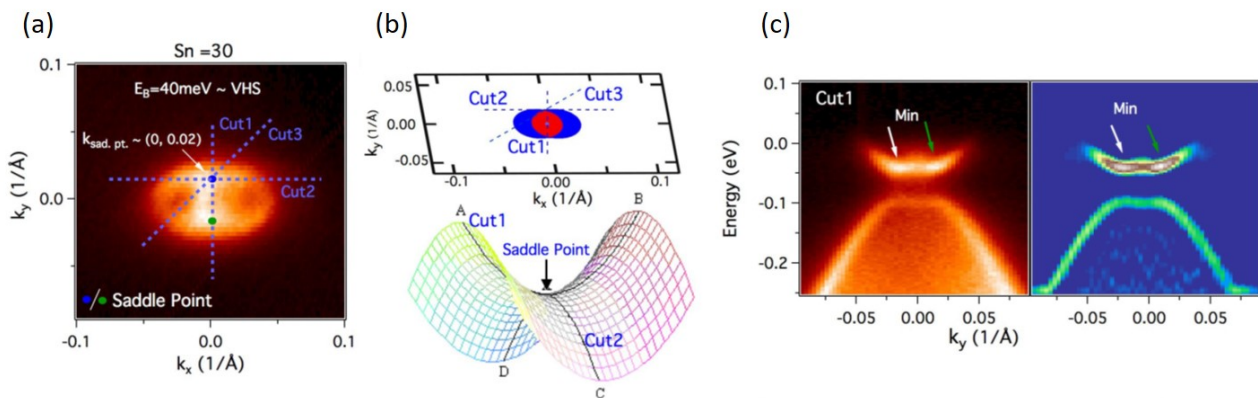 (a)
Sn =30
E_B=40meV ~ VHS
k_sad. pt. ~ (0, 0.02)
Cut1
Cut3
Cut2
/ Saddle Point
0.1
0.0
-0.1
k_y (1/Å)
-0.1
0.0
0.1
k_x (1/Å)
(b)
0.05
0.00
-0.05
k_y (1/Å)
Cut2
Cut3
Cut1
-0.1
0.00
0.1
k_x (1/Å)
A
Cut1
B
Saddle Point
Cut2
D
C
(c)
0.1
0.0
-0.1
-0.2
Energy (eV)
Cut1
Min
Min
-0.05
0.00
0.05
-0.05
0.00
0.05
k_y (1/Å)